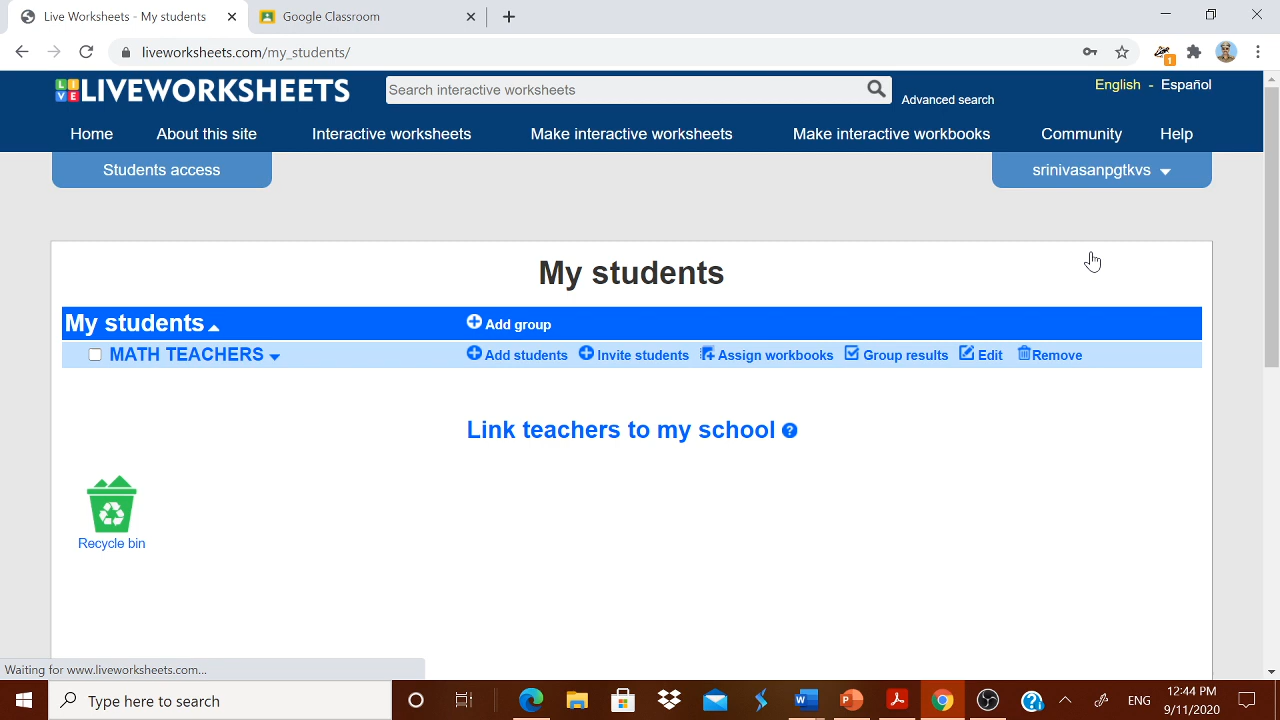 Live Worksheets - My students
Google Classroom
liveworksheets.com/my_students/
1
LIVE LIVEWORKSHEETS
Search interactive worksheets
Advanced search
English - Español
Home About this site Interactive worksheets Make interactive worksheets Make interactive workbooks Community Help
Students access
srinivasanpgtkvs
My students
My students Add group
MATH TEACHERS Add students Invite students Assign workbooks Group results Edit Remove
Link teachers to my school ?
Recycle bin
Waiting for www.liveworksheets.com...
Type here to search
ENG
12:44 PM
9/11/2020